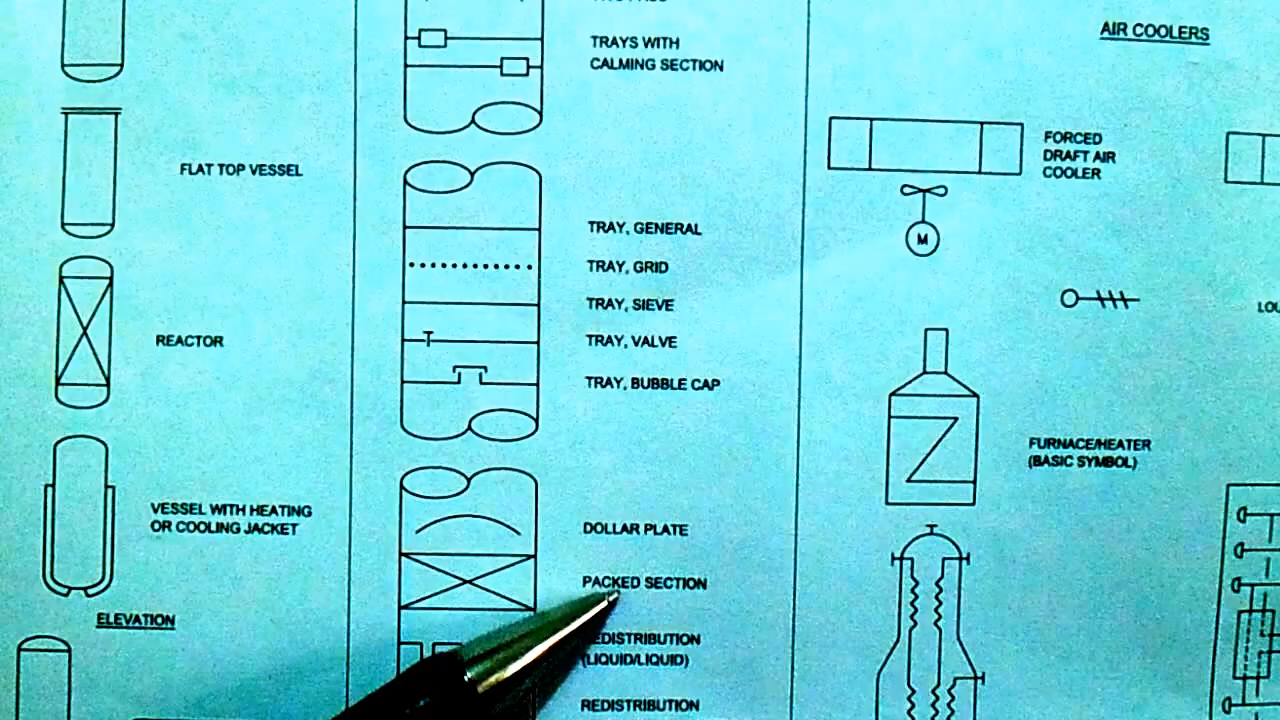 FLAT TOP VESSEL
REACTOR
VESSEL WITH HEATING
OR COOLING JACKET
ELEVATION
TRAYS WITH
CALMING SECTION
TRAY, GENERAL
TRAY, GRID
TRAY, SIEVE
TRAY, VALVE
TRAY, BUBBLE CAP
DOLLAR PLATE
PACKED SECTION
REDISTRIBUTION
(LIQUID/LIQUID)
REDISTRIBUTION
AIR COOLERS
FORCED
DRAFT AIR
COOLER
M
FURNACE/HEATER
(BASIC SYMBOL)